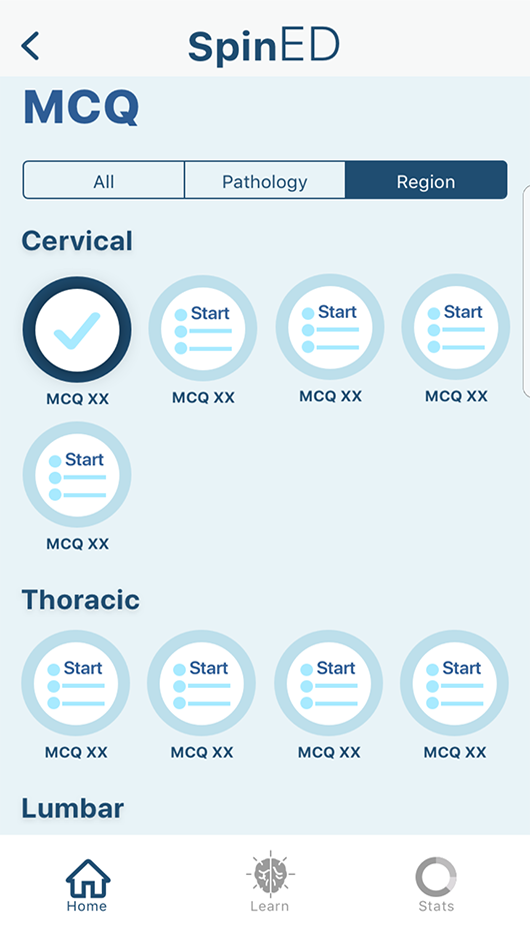 SpinED
MCQ
All Pathology Region
Cervical
Start Start Start
MCQ XX MCQ XX MCQ XX MCQ XX
Start
MCQ XX
Thoracic
Start Start Start Start
MCQ XX MCQ XX MCQ XX MCQ XX
Lumbar
Home Learn Stats